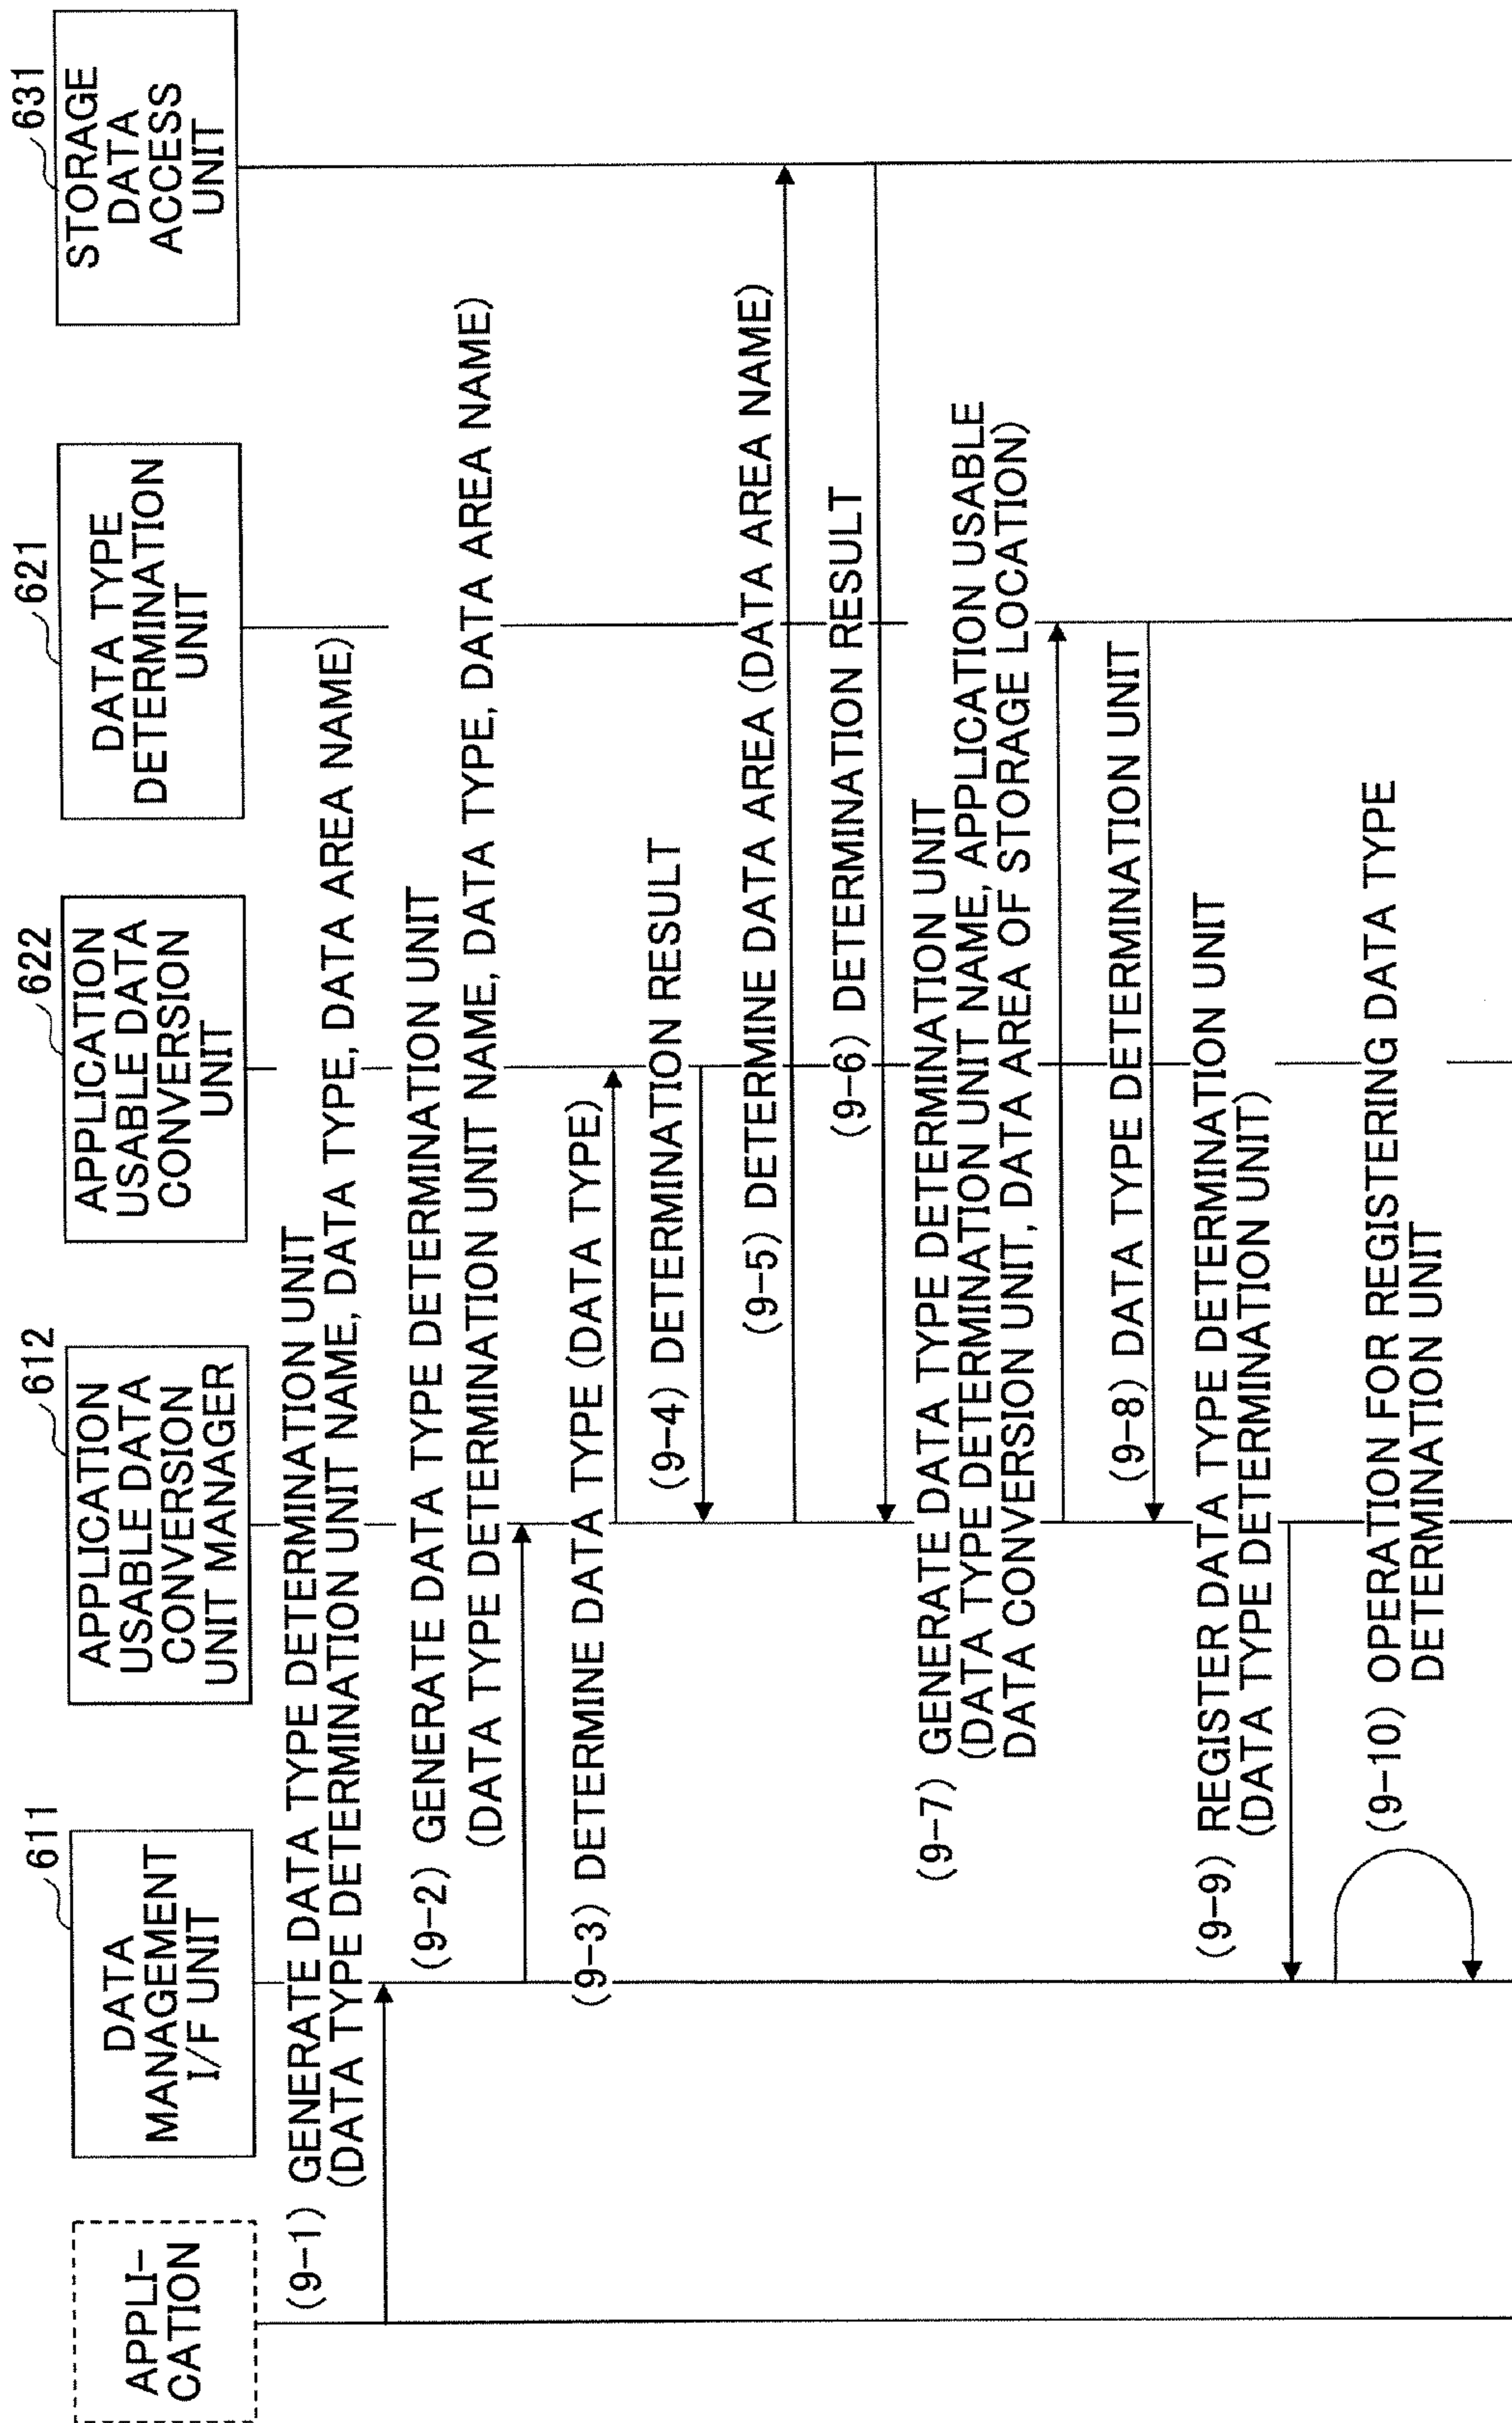 APPLI-
CATION
611
DATA
MANAGEMENT
I/F UNIT
612
APPLICATION
USABLE DATA
CONVERSION
UNIT MANAGER
622
APPLICATION
USABLE DATA
CONVERSION
UNIT
621
DATA TYPE
DETERMINATION
UNIT
631
STORAGE
DATA
ACCESS
UNIT
(9-1) GENERATE DATA TYPE DETERMINATION UNIT
(DATA TYPE DETERMINATION UNIT NAME, DATA TYPE, DATA TYPE, DATA AREA NAME)
(9-2) GENERATE DATA TYPE DETERMINATION UNIT
(DATA TYPE DETERMINATION UNIT NAME, DATA TYPE, DATA TYPE, DATA AREA NAME)
(9-3) DETERMINE DATA TYPE (DATA TYPE)
(9-4) DETERMINATION RESULT
(9-5) DETERMINE DATA AREA (DATA AREA NAME)
(9-6) DETERMINATION RESULT
(9-7) GENERATE DATA TYPE DETERMINATION UNIT
(DATA TYPE DETERMINATION UNIT NAME, APPLICATION USABLE
DATA CONVERSION UNIT, DATA AREA OF STORAGE LOCATION)
(9-8) DATA TYPE DETERMINATION UNIT
(9-9) REGISTER DATA TYPE DETERMINATION UNIT
(DATA TYPE DETERMINATION UNIT)
(9-10) OPERATION FOR REGISTERING DATA TYPE
DETERMINATION UNIT